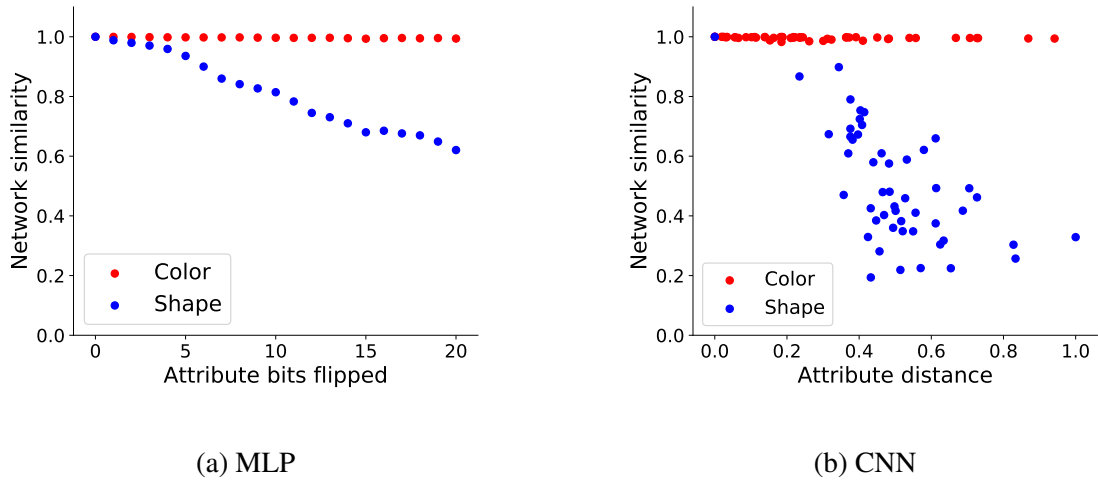 1.0
0.8
0.6
0.4
0.2
0.0
Network similarity
Color
Shape
0 5 10 15 20
Attribute bits flipped
(a) MLP
1.0
0.8
0.6
0.4
0.2
0.0
Network similarity
Color
Shape
0.0 0.2 0.4 0.6 0.8 1.0
Attribute distance
(b) CNN